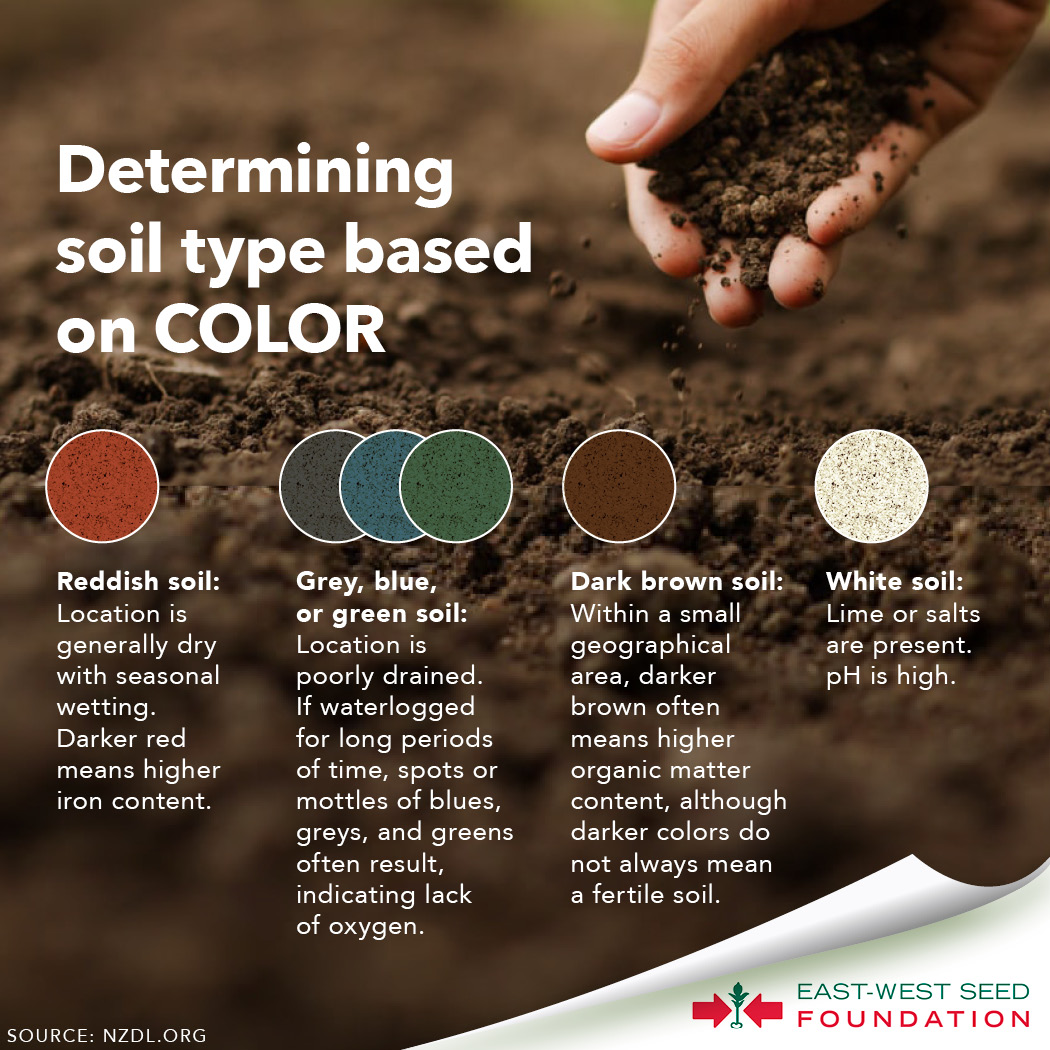 Determining
soil type based
on COLOR
Reddish soil:
Location is
generally dry
with seasonal
wetting.
Darker red
means higher
iron content.
Grey, blue,
or green soil:
Location is
poorly drained.
If waterlogged
for long periods
of time, spots or
mottles of blues,
greys, and greens
often result,
indicating lack
of oxygen.
Dark brown soil:
Within a small
geographical
area, darker
brown often
means higher
organic matter
content, although
darker colors do
not always mean
a fertile soil.
White soil:
Lime or salts
are present.
pH is high.
EAST-WEST SEED
FOUNDATION
SOURCE: NZDL.ORG